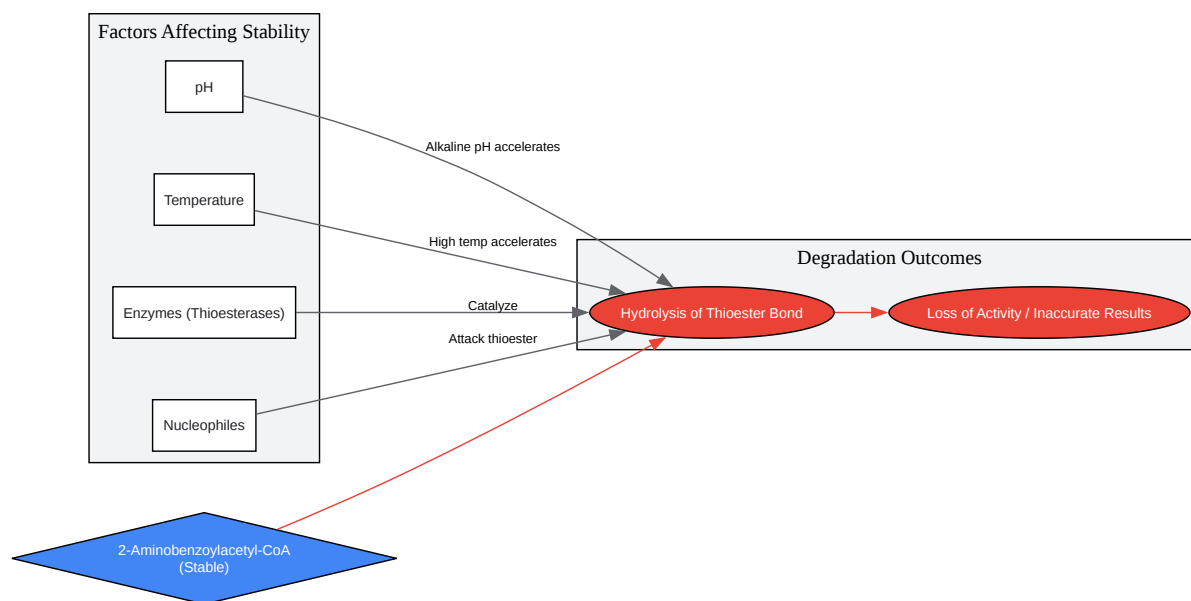 Factors Affecting Stability
pH
Alkaline pH accelerates
Temperature
High temp accelerates
Degradation Outcomes
Enzymes (Thioesterases)
Catalyze
Hydrolysis of Thioester Bond
Loss of Activity / Inaccurate Results
Attack thioester
Nucleophiles
2-Aminobenzoylacetyl-CoA
(Stable)